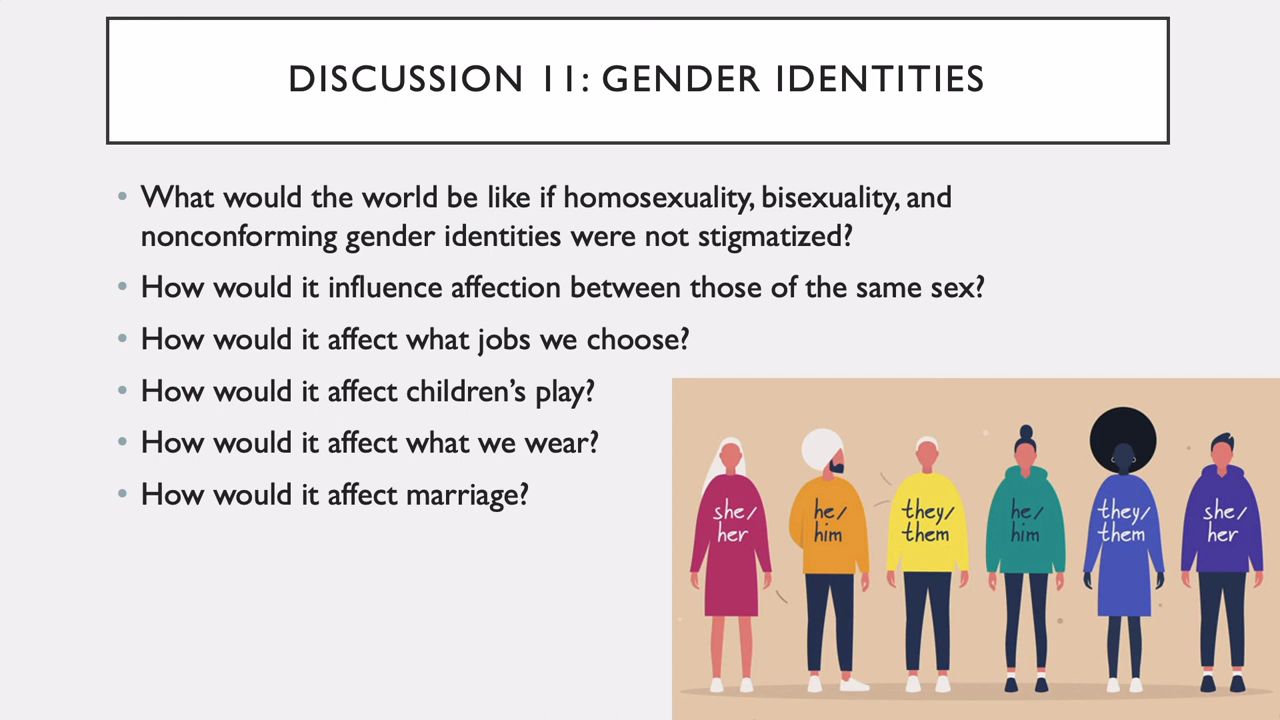 DISCUSSION 11: GENDER IDENTITIES
• What would the world be like if homosexuality, bisexuality, and
nonconforming gender identities were not stigmatized?
• How would it influence affection between those of the same sex?
• How would it affect what jobs we choose?
• How would it affect children’s play?
• How would it affect what we wear?
• How would it affect marriage?
she/
her
he/
him
they/
them
he/
him
they/
them
she/
her